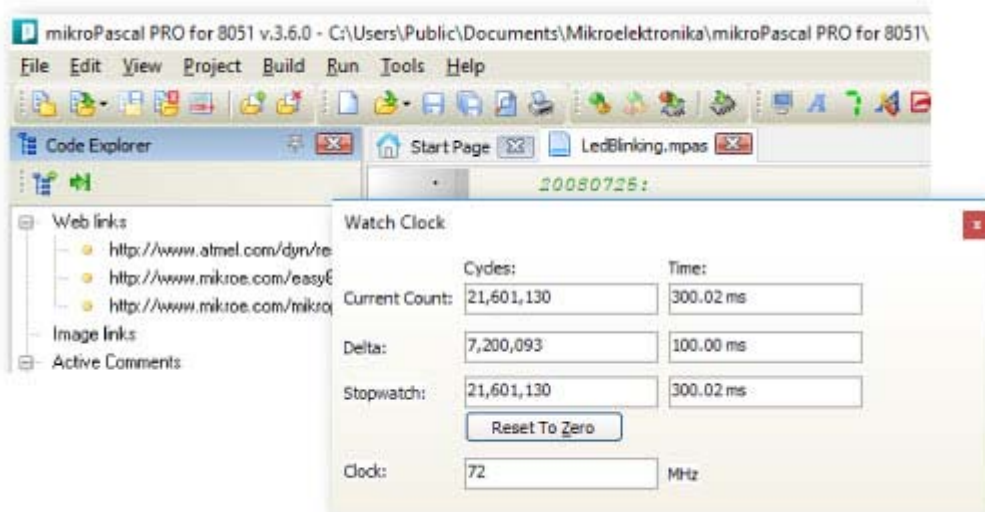 mikroPascal PRO for 8051 v.3.6.0 - C:\Users\Public\Documents\Mikroelektronika\mikroPascal PRO for 8051\
File Edit View Project Build Run Tools Help
Code Explorer
Start Page LedBlinking.mpas
20080725:
Web links
http://www.atmel.com/dyn/re
http://www.mikroe.com/easy
http://www.mikroe.com/mikro
Image links
Active Comments
Watch Clock
Cycles: Time:
Current Count: 21,601,130 300.02 ms
Delta: 7,200,093 100.00 ms
Stopwatch: 21,601,130 300.02 ms
Reset To Zero
Clock: 72 MHz